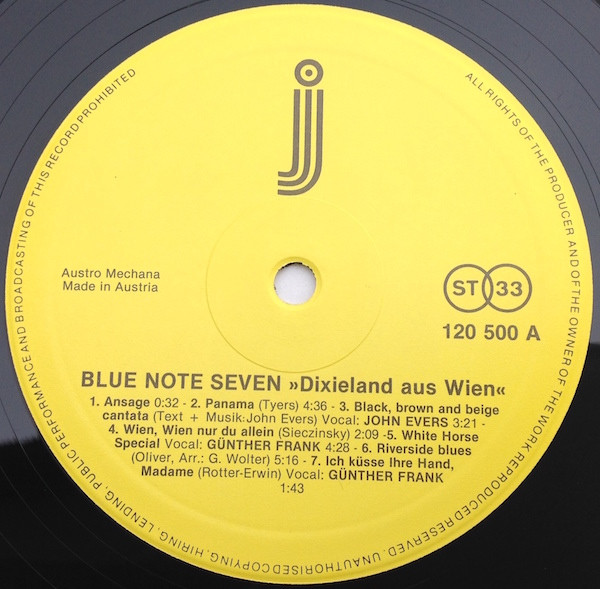 j
Austro Mechana
Made in Austria
ST 33
120 500 A
BLUE NOTE SEVEN »Dixieland aus Wien«
1. Ansage 0:32 - 2. Panama (Tyers) 4:36 - 3. Black, brown and beige
cantata (Text + Musik:John Evers) Vocal: JOHN EVERS 3:21 -
4. Wien, Wien nur du allein (Sieczinsky) 2:09 -5. White Horse
Special Vocal: GÜNTHER FRANK 4:28 - 6. Riverside blues
(Oliver, Arr.: G. Wolter) 5:16 - 7. Ich küsse Ihre Hand,
Madame (Rotter-Erwin) Vocal: GÜNTHER FRANK
1:43
ALL RIGHTS OF THE PRODUCER AND OF THE OWNER OF THE WORK REPRODUCED RESERVED. UNAUTHORISED COPYING, HIRING, LENDING, PUBLIC PERFORMANCE AND BROADCASTING OF THIS RECORD PROHIBITED